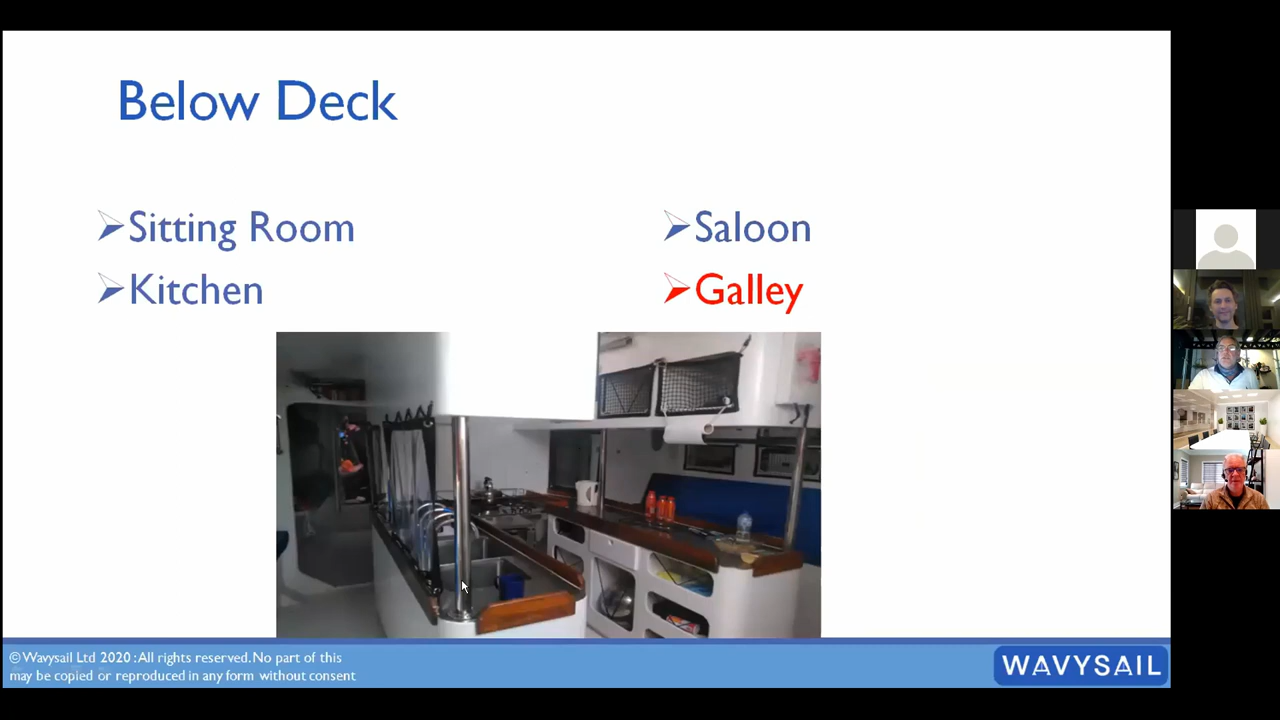 Below Deck
Sitting Room
Saloon
Kitchen
Galley
© Wavysail Ltd 2020 : All rights reserved. No part of this
may be copied or reproduced in any form without consent
WAVYSAIL